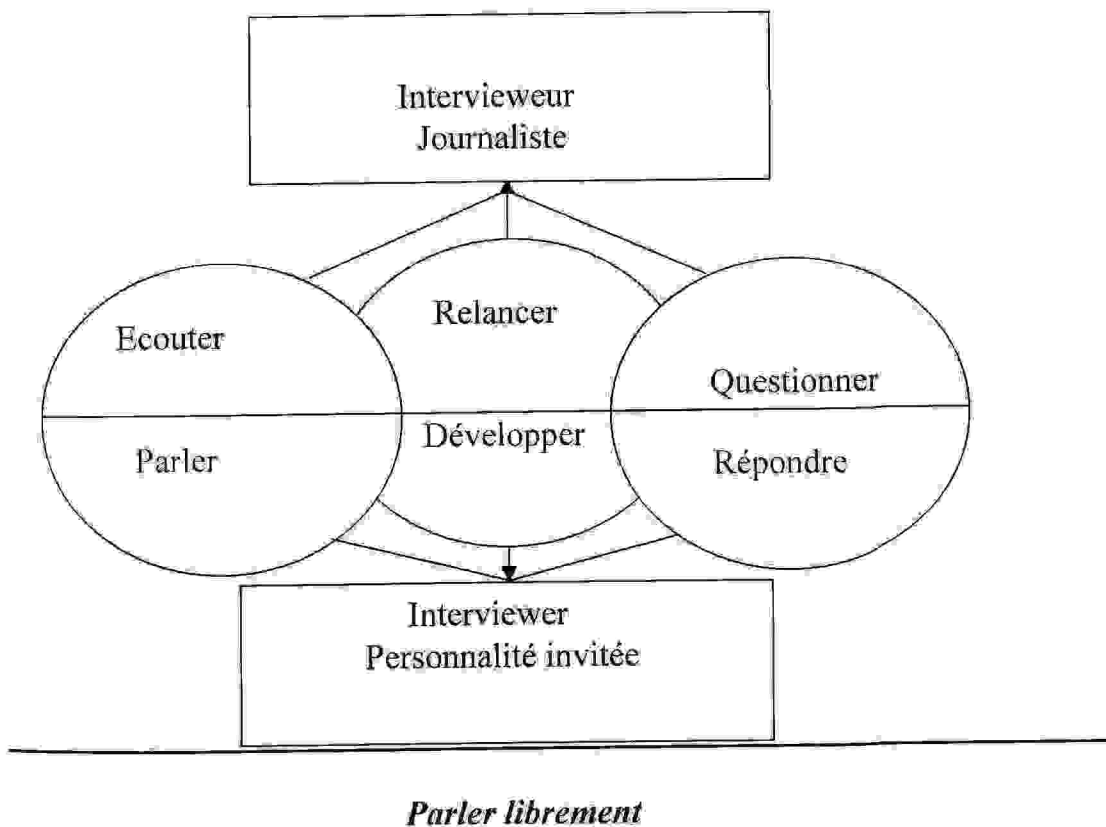 Intervieweur
Journaliste
Relancer
Ecouter
Questionner
Développer
Parler
Répondre
Interviewer
Personnalité invitée
Parler librement